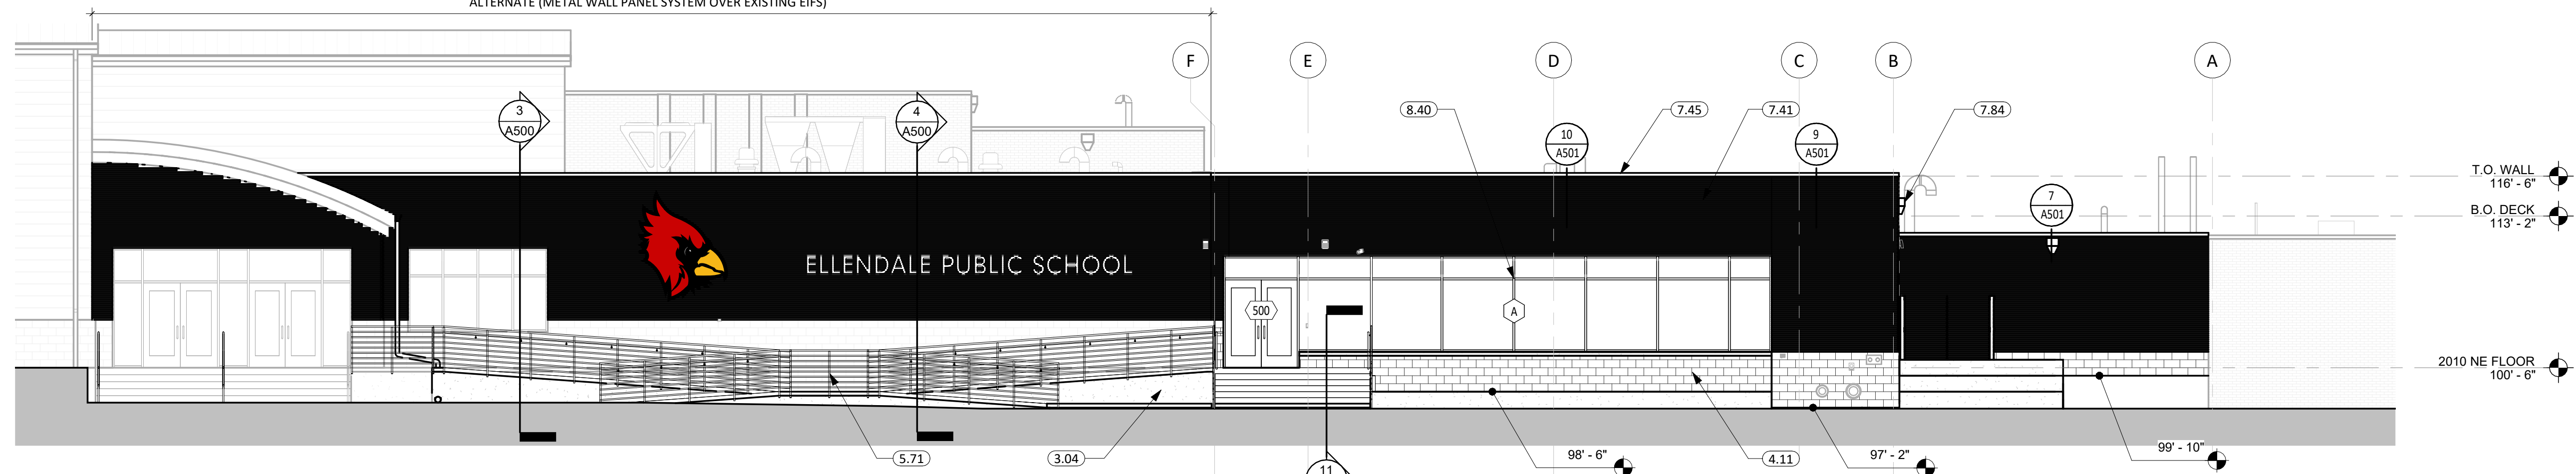 ALTERNATE (METAL WALL PANEL SYSTEM OVER EXISTING EIFS)
F
E
D
C
B
A
3
A500
4
A500
8.40
7.45
7.41
7.84
10
A501
9
A501
7
A501
T.O. WALL
116' - 6"
B.O. DECK
113' - 2"
ELLENDALE PUBLIC SCHOOL
500
A
2010 NE FLOOR
100' - 6"
5.71
3.04
11
98' - 6"
4.11
97' - 2"
99' - 10"